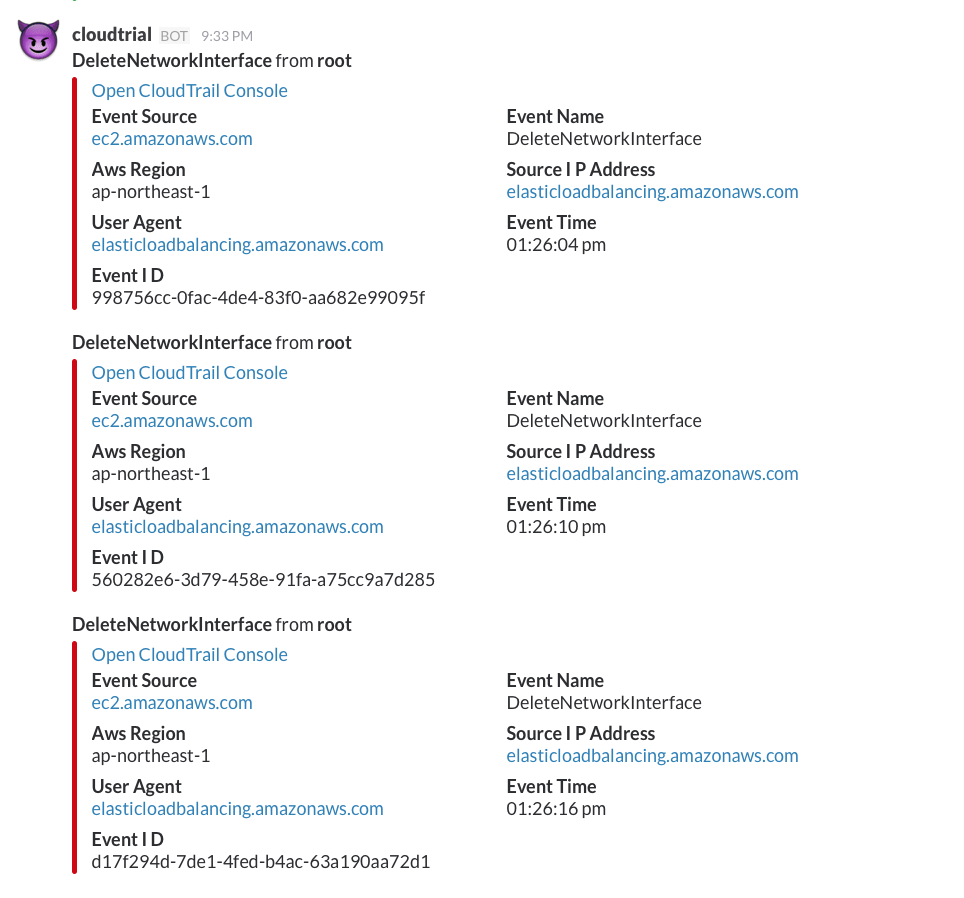 cloudtrial BOT 9:33 PM
DeleteNetworkInterface from root
Open CloudTrail Console
Event Source Event Name
ec2.amazonaws.com DeleteNetworkInterface
Aws Region Source I P Address
ap-northeast-1 elasticloadbalancing.amazonaws.com
User Agent Event Time
elasticloadbalancing.amazonaws.com 01:26:04 pm
Event I D
998756cc-0fac-4de4-83f0-aa682e99095f
DeleteNetworkInterface from root
Open CloudTrail Console
Event Source Event Name
ec2.amazonaws.com DeleteNetworkInterface
Aws Region Source I P Address
ap-northeast-1 elasticloadbalancing.amazonaws.com
User Agent Event Time
elasticloadbalancing.amazonaws.com 01:26:10 pm
Event I D
560282e6-3d79-458e-91fa-a75cc9a7d285
DeleteNetworkInterface from root
Open CloudTrail Console
Event Source Event Name
ec2.amazonaws.com DeleteNetworkInterface
Aws Region Source I P Address
ap-northeast-1 elasticloadbalancing.amazonaws.com
User Agent Event Time
elasticloadbalancing.amazonaws.com 01:26:16 pm
Event I D
d17f294d-7de1-4fed-b4ac-63a190aa72d1